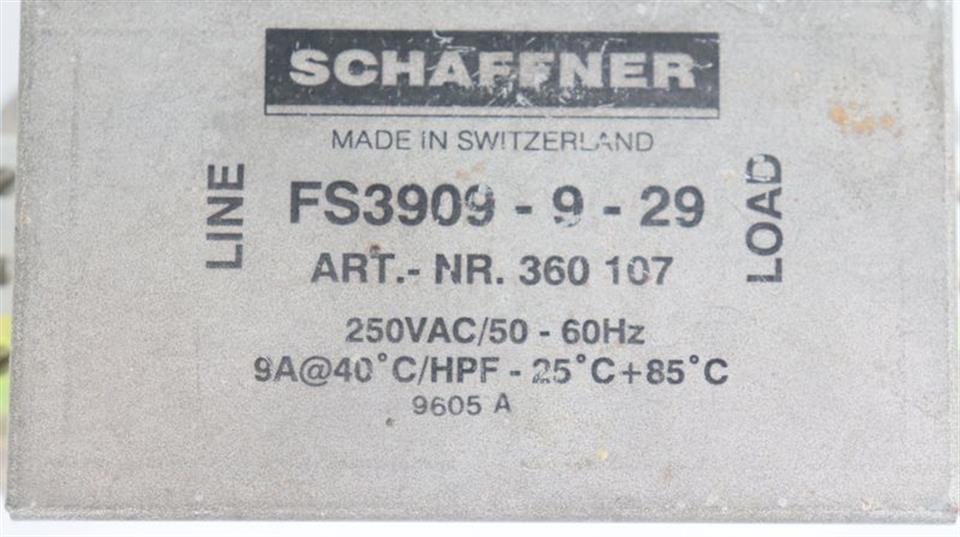 SCHAFFNER
MADE IN SWITZERLAND
LINE
FS3909 - 9 - 29
LOAD
ART.- NR. 360 107
250VAC/50 - 60Hz
9A@40°C/HPF - 25°C+85°C
9605 A